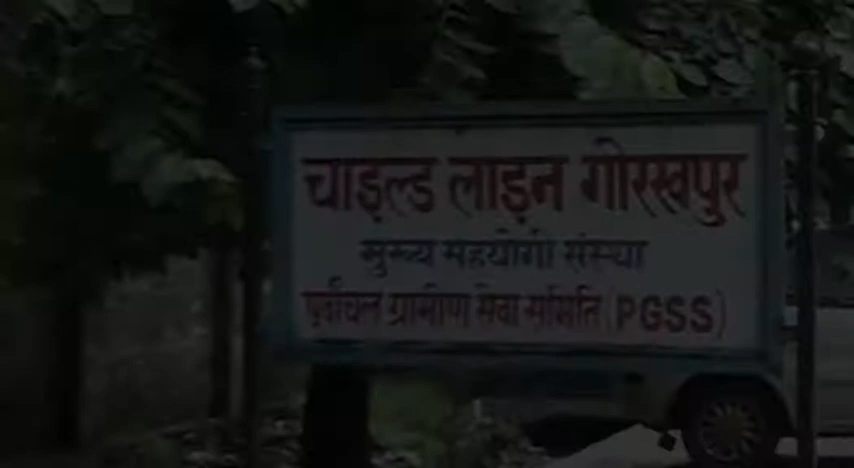 चाइल्ड लाइन गोरखपुर
मुख्य सहयोगी संस्था
पूर्वांचल ग्रामीण सेवा समिति (PGSS)